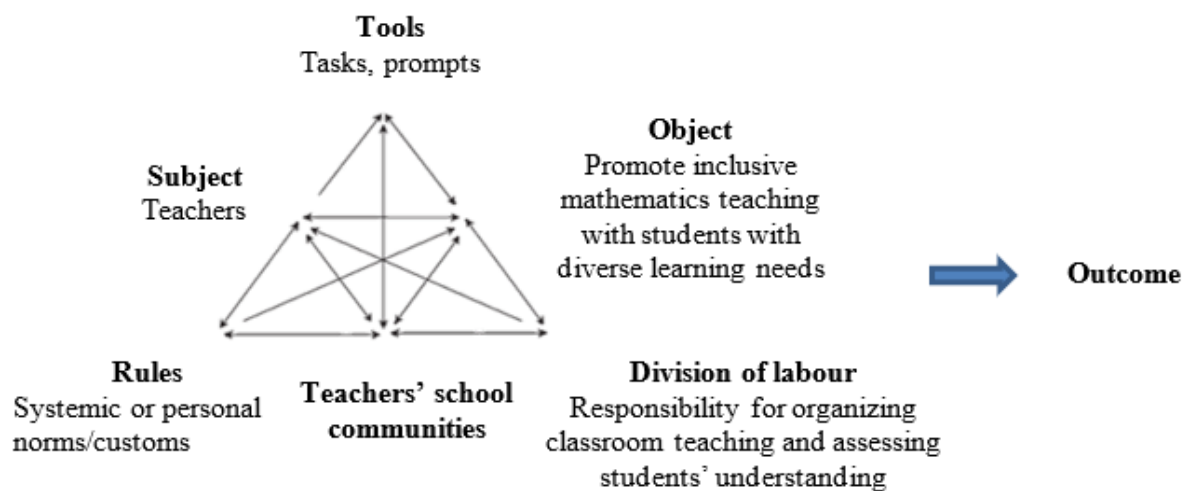 Tools
Tasks, prompts
Subject
Teachers
Object
Promote inclusive
mathematics teaching
with students with
diverse learning needs
Outcome
Rules
Systemic or personal
norms/customs
Teachers’ school
communities
Division of labour
Responsibility for organizing
classroom teaching and assessing
students’ understanding